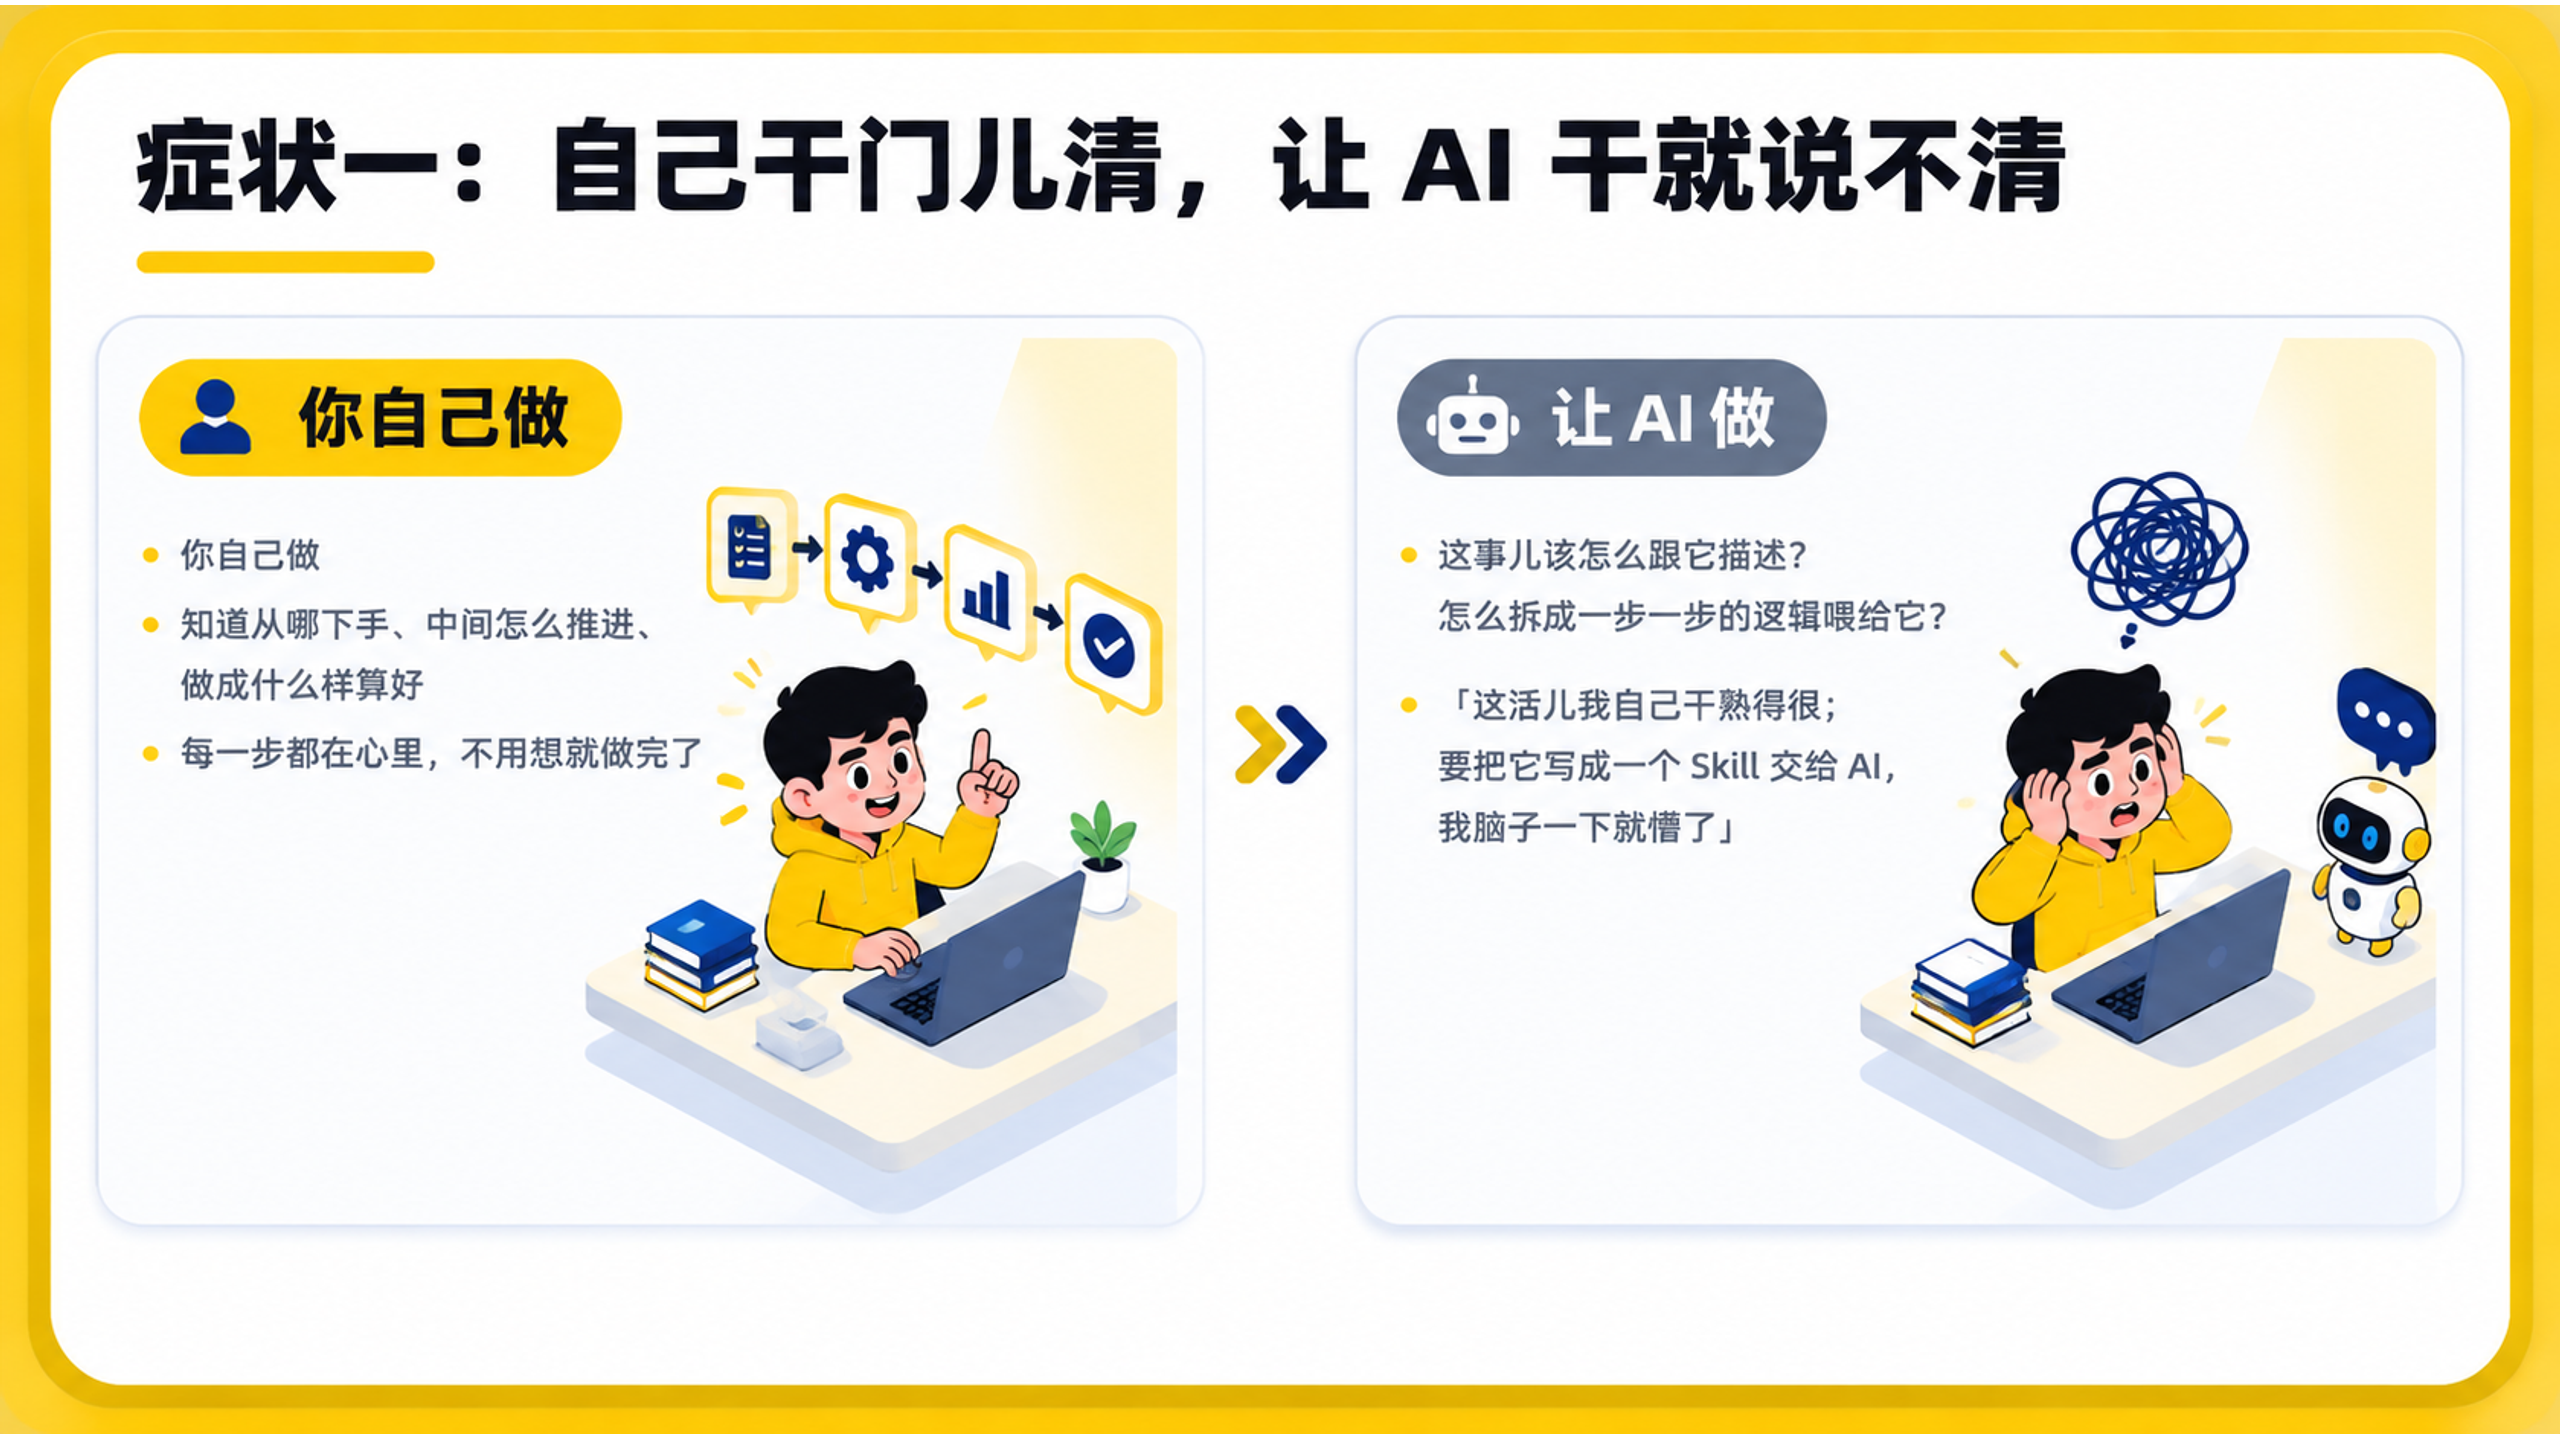 症状一：自己干门儿清，让 AI 干就说不清
你自己做
你自己做
知道从哪下手、中间怎么推进、
做成什么样算好
每一步都在心里，不用想就做完了
让 AI 做
这事儿该怎么跟它描述？
怎么拆成一步一步的逻辑喂给它？
「这活儿我自己干熟得很；
要把它写成一个 Skill 交给 AI，
我脑子一下就懵了」